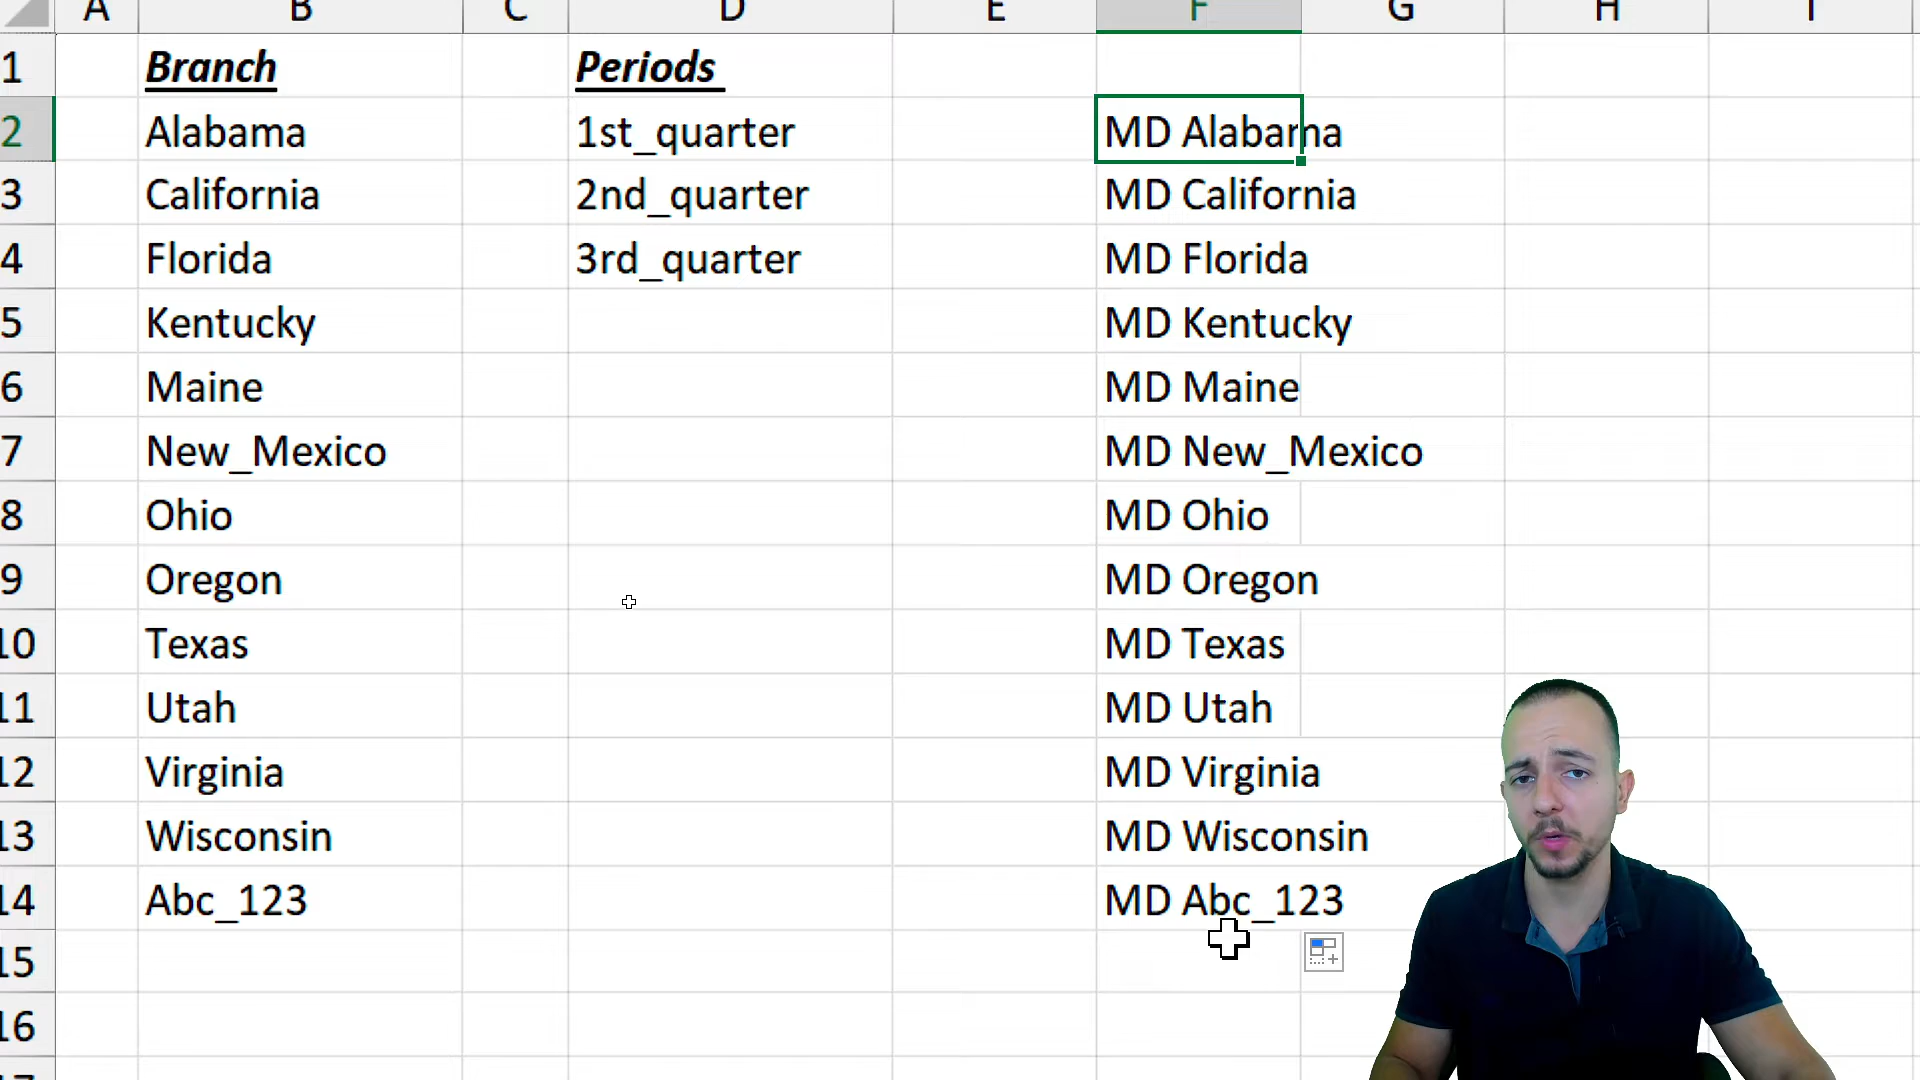 A B C D E F G H I
1 Branch Periods
2 Alabama 1st_quarter MD Alabama
3 California 2nd_quarter MD California
4 Florida 3rd_quarter MD Florida
5 Kentucky MD Kentucky
6 Maine MD Maine
7 New_Mexico MD New_Mexico
8 Ohio MD Ohio
9 Oregon MD Oregon
10 Texas MD Texas
11 Utah MD Utah
12 Virginia MD Virginia
13 Wisconsin MD Wisconsin
14 Abc_123 MD Abc_123
15
16
17